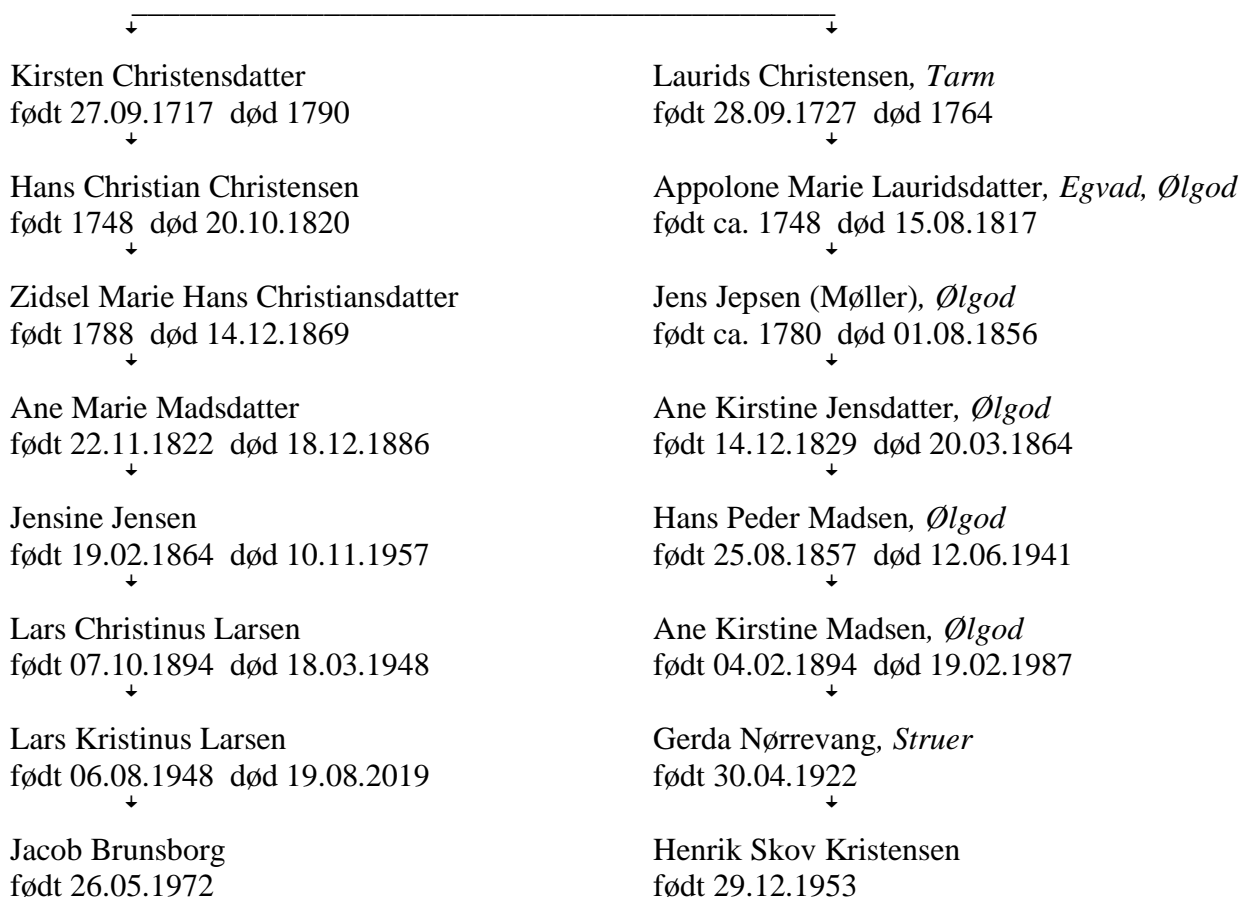 Kirsten Christensdatter
født 27.09.1717 død 1790
Hans Christian Christensen
født 1748 død 20.10.1820
Zidsel Marie Hans Christiansdatter
født 1788 død 14.12.1869
Ane Marie Madsdatter
født 22.11.1822 død 18.12.1886
Jensine Jensen
født 19.02.1864 død 10.11.1957
Lars Christinus Larsen
født 07.10.1894 død 18.03.1948
Lars Kristinus Larsen
født 06.08.1948 død 19.08.2019
Jacob Brunsborg
født 26.05.1972
Laurids Christensen, Tarm
født 28.09.1727 død 1764
Appolone Marie Lauridsdatter, Egvad, Ølgod
født ca. 1748 død 15.08.1817
Jens Jepsen (Møller), Ølgod
født ca. 1780 død 01.08.1856
Ane Kirstine Jensdatter, Ølgod
født 14.12.1829 død 20.03.1864
Hans Peder Madsen, Ølgod
født 25.08.1857 død 12.06.1941
Ane Kirstine Madsen, Ølgod
født 04.02.1894 død 19.02.1987
Gerda Nørrevang, Struer
født 30.04.1922
Henrik Skov Kristensen
født 29.12.1953